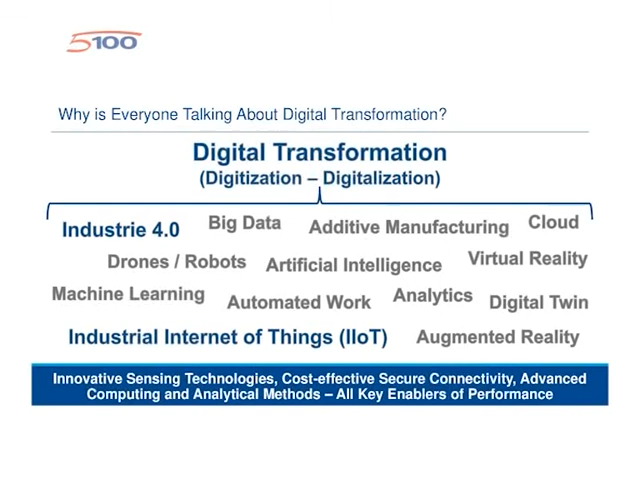 5100
Why is Everyone Talking About Digital Transformation?
Digital Transformation
(Digitization – Digitalization)
Industrie 4.0 Big Data Additive Manufacturing Cloud
Drones / Robots Artificial Intelligence Virtual Reality
Machine Learning Automated Work Analytics Digital Twin
Industrial Internet of Things (IIoT) Augmented Reality
Innovative Sensing Technologies, Cost-effective Secure Connectivity, Advanced
Computing and Analytical Methods – All Key Enablers of Performance